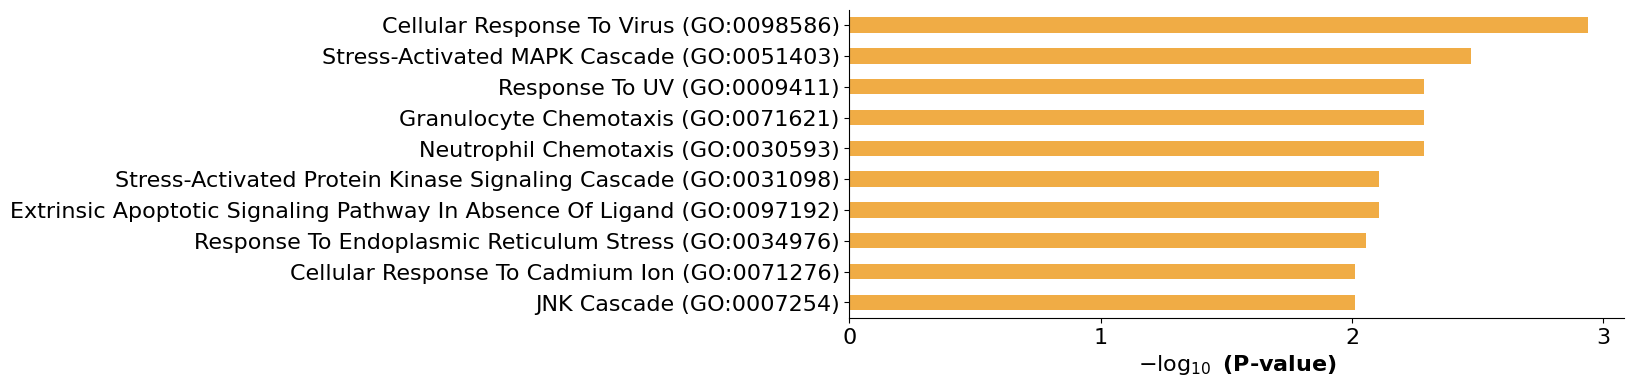 Cellular Response To Virus (GO:0098586)
Stress-Activated MAPK Cascade (GO:0051403)
Response To UV (GO:0009411)
Granulocyte Chemotaxis (GO:0071621)
Neutrophil Chemotaxis (GO:0030593)
Stress-Activated Protein Kinase Signaling Cascade (GO:0031098)
Extrinsic Apoptotic Signaling Pathway In Absence Of Ligand (GO:0097192)
Response To Endoplasmic Reticulum Stress (GO:0034976)
Cellular Response To Cadmium Ion (GO:0071276)
JNK Cascade (GO:0007254)
0 1 2 3
−log₁₀ (P-value)